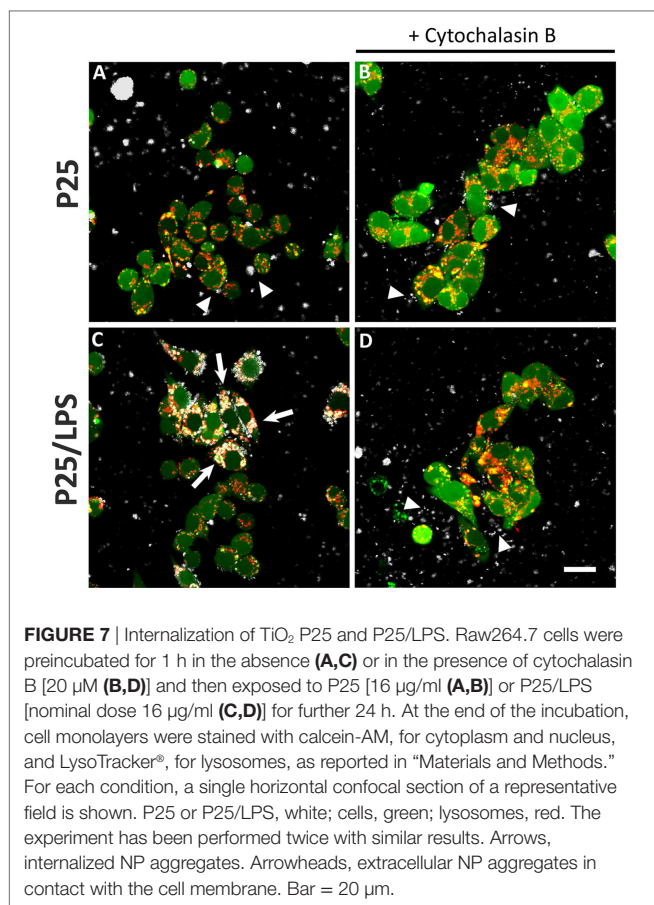 + Cytochalasin B
A
B
P25
C
D
P25/LPS
FIGURE 7 | Internalization of TiO₂ P25 and P25/LPS. Raw264.7 cells were
preincubated for 1 h in the absence (A,C) or in the presence of cytochalasin
B [20 µM (B,D)] and then exposed to P25 [16 µg/ml (A,B)] or P25/LPS
[nominal dose 16 µg/ml (C,D)] for further 24 h. At the end of the incubation,
cell monolayers were stained with calcein-AM, for cytoplasm and nucleus,
and LysoTracker®, for lysosomes, as reported in “Materials and Methods.”
For each condition, a single horizontal confocal section of a representative
field is shown. P25 or P25/LPS, white; cells, green; lysosomes, red. The
experiment has been performed twice with similar results. Arrows,
internalized NP aggregates. Arrowheads, extracellular NP aggregates in
contact with the cell membrane. Bar = 20 µm.